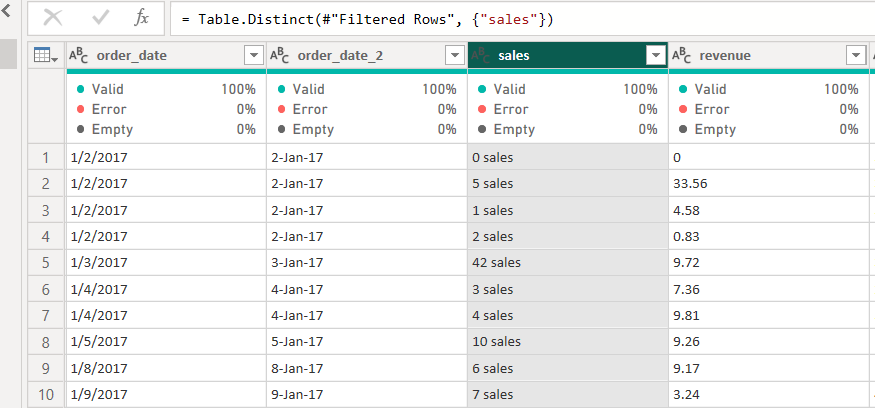 fx = Table.Distinct(#"Filtered Rows", {"sales"})
ABC order_date ABC order_date_2 ABC sales ABC revenue
Valid 100% Valid 100% Valid 100% Valid 100%
Error 0% Error 0% Error 0% Error 0%
Empty 0% Empty 0% Empty 0% Empty 0%
1 1/2/2017 2-Jan-17 0 sales 0
2 1/2/2017 2-Jan-17 5 sales 33.56
3 1/2/2017 2-Jan-17 1 sales 4.58
4 1/2/2017 2-Jan-17 2 sales 0.83
5 1/3/2017 3-Jan-17 42 sales 9.72
6 1/4/2017 4-Jan-17 3 sales 7.36
7 1/4/2017 4-Jan-17 4 sales 9.81
8 1/5/2017 5-Jan-17 10 sales 9.26
9 1/8/2017 8-Jan-17 6 sales 9.17
10 1/9/2017 9-Jan-17 7 sales 3.24